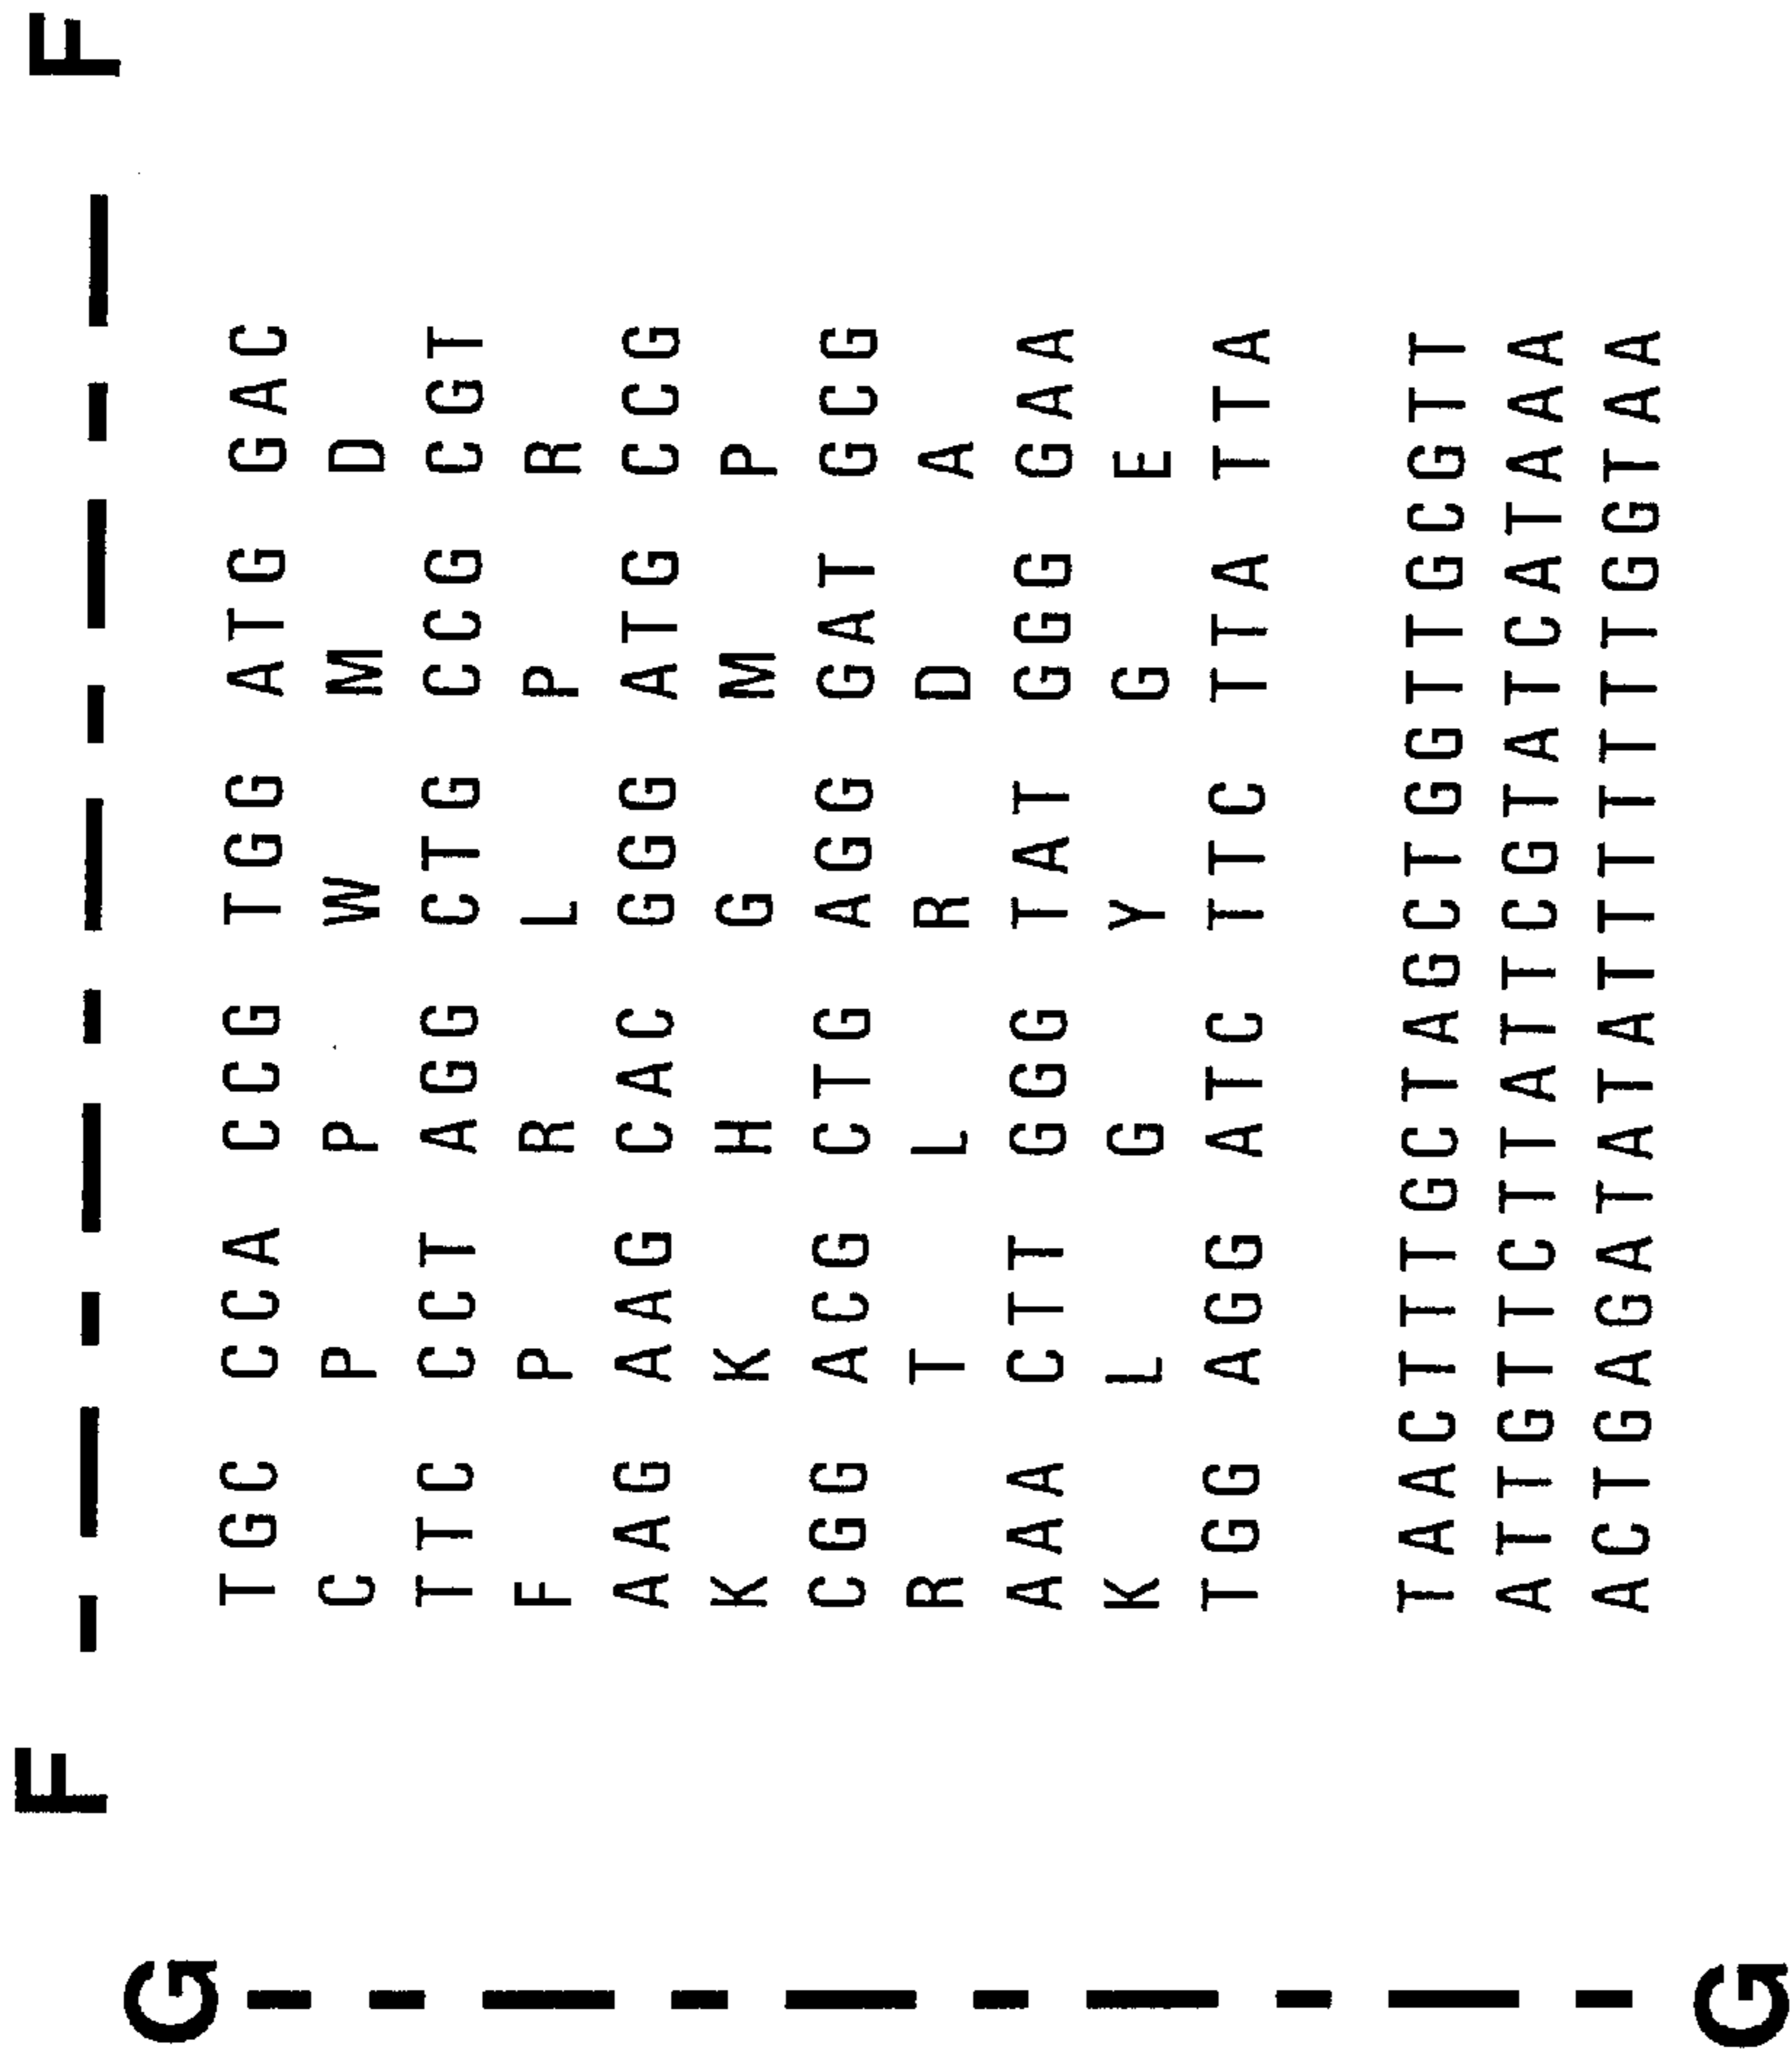 F F
TGC CCA CCG TGG ATG GAC
C P P W M D
TTC CCT AGG CTG CCG CGT
F P R L P R
AAG AAG CAC GGG ATG CCG
K K H G M P
CGG ACG CTG AGG GAT GCG
R T L R D A
AAA CTT GGG TAT GGG GAA
K L G Y G E
TGG AGG ATC TTC TTA TTA
TAACTTTGCTAGCTGGTTGCGTT
ATTGTTCTTATTCGTATCATAAA
ACTGAGATATATTTTTTTGGTAA
G G